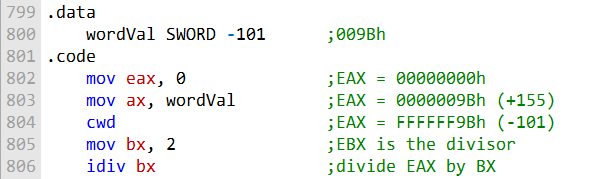 799 .data
800 wordVal SWORD -101 ;009Bh
801 .code
802 mov eax, 0 ;EAX = 00000000h
803 mov ax, wordVal ;EAX = 0000009Bh (+155)
804 cwd ;EAX = FFFFFF9Bh (-101)
805 mov bx, 2 ;EBX is the divisor
806 idiv bx ;divide EAX by BX